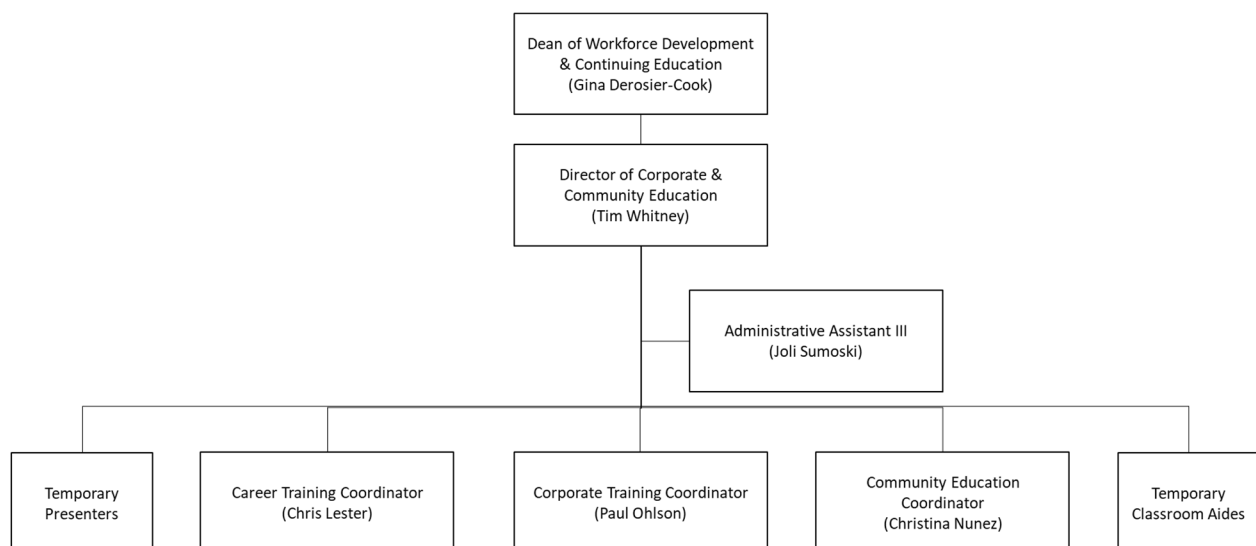 Dean of Workforce Development
& Continuing Education
(Gina Derosier-Cook)
Director of Corporate &
Community Education
(Tim Whitney)
Administrative Assistant III
(Joli Sumoski)
Temporary
Presenters
Career Training Coordinator
(Chris Lester)
Corporate Training Coordinator
(Paul Ohlson)
Community Education
Coordinator
(Christina Nunez)
Temporary
Classroom Aides